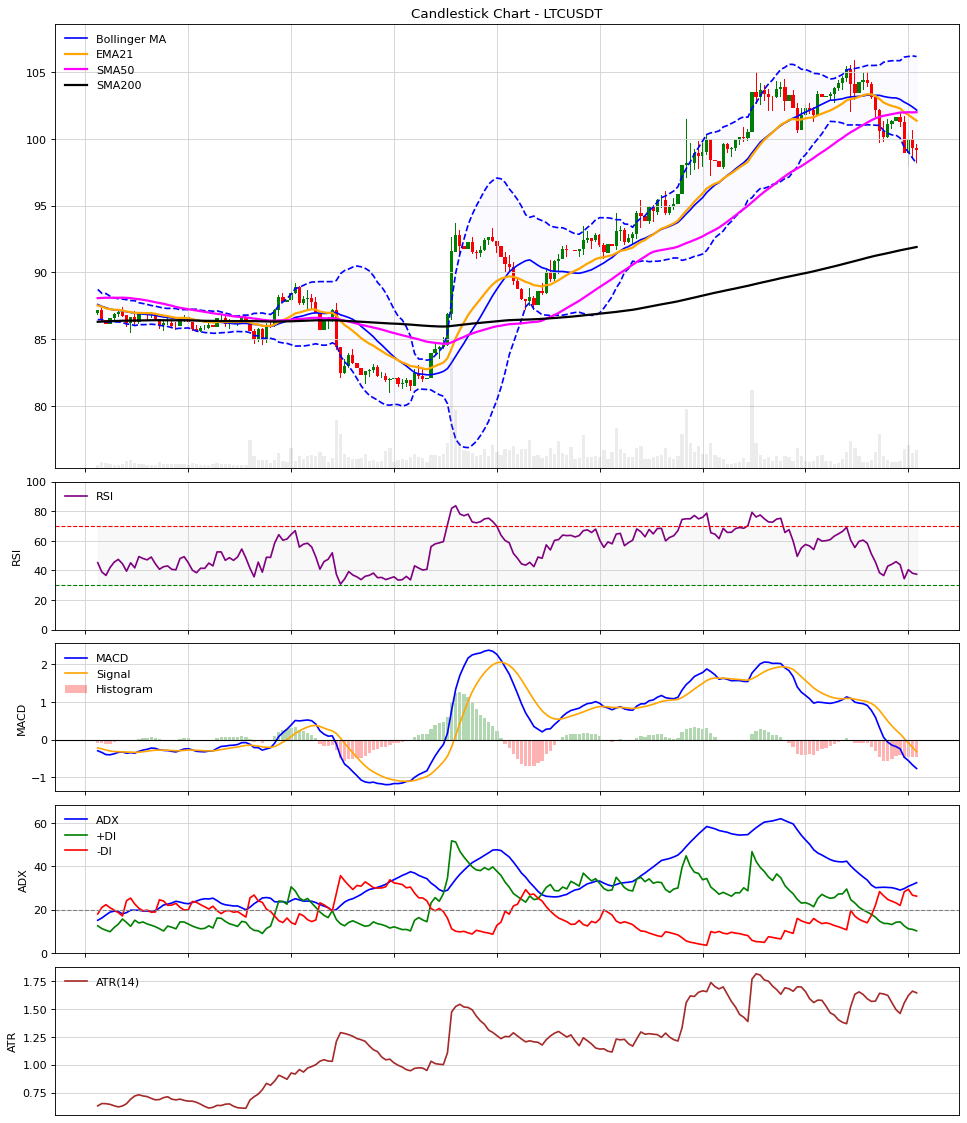 Candlestick Chart - LTCUSDT
Bollinger MA
EMA21
SMA50
SMA200
105
100
95
90
85
80
RSI
RSI
100
80
60
40
20
0
MACD
Signal
Histogram
MACD
2
1
0
−1
ADX
+DI
-DI
ADX
60
40
20
0
ATR(14)
ATR
1.75
1.50
1.25
1.00
0.75